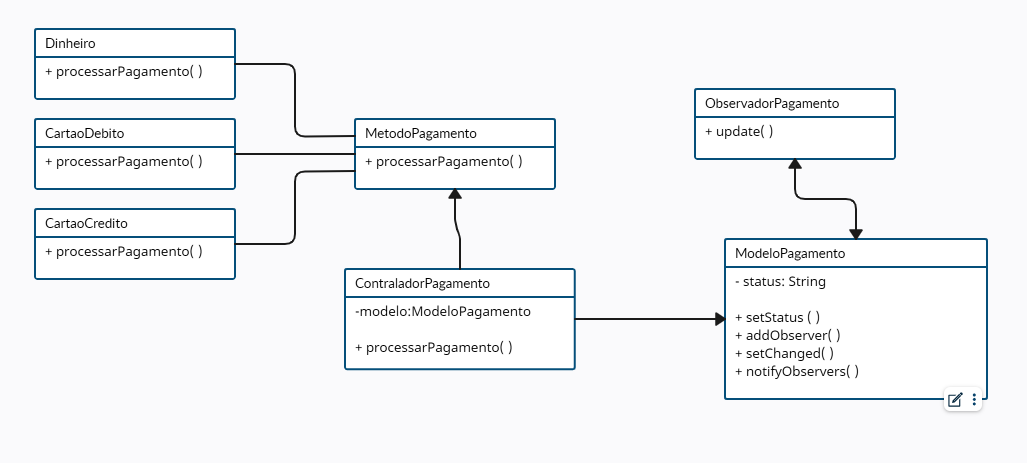 Dinheiro
+ processarPagamento( )
CartaoDebito
+ processarPagamento( )
CartaoCredito
+ processarPagamento( )
MetodoPagamento
+ processarPagamento( )
ContraladorPagamento
-modelo:ModeloPagamento
+ processarPagamento( )
ObservadorPagamento
+ update( )
ModeloPagamento
- status: String
+ setStatus ( )
+ addObserver( )
+ setChanged( )
+ notifyObservers( )